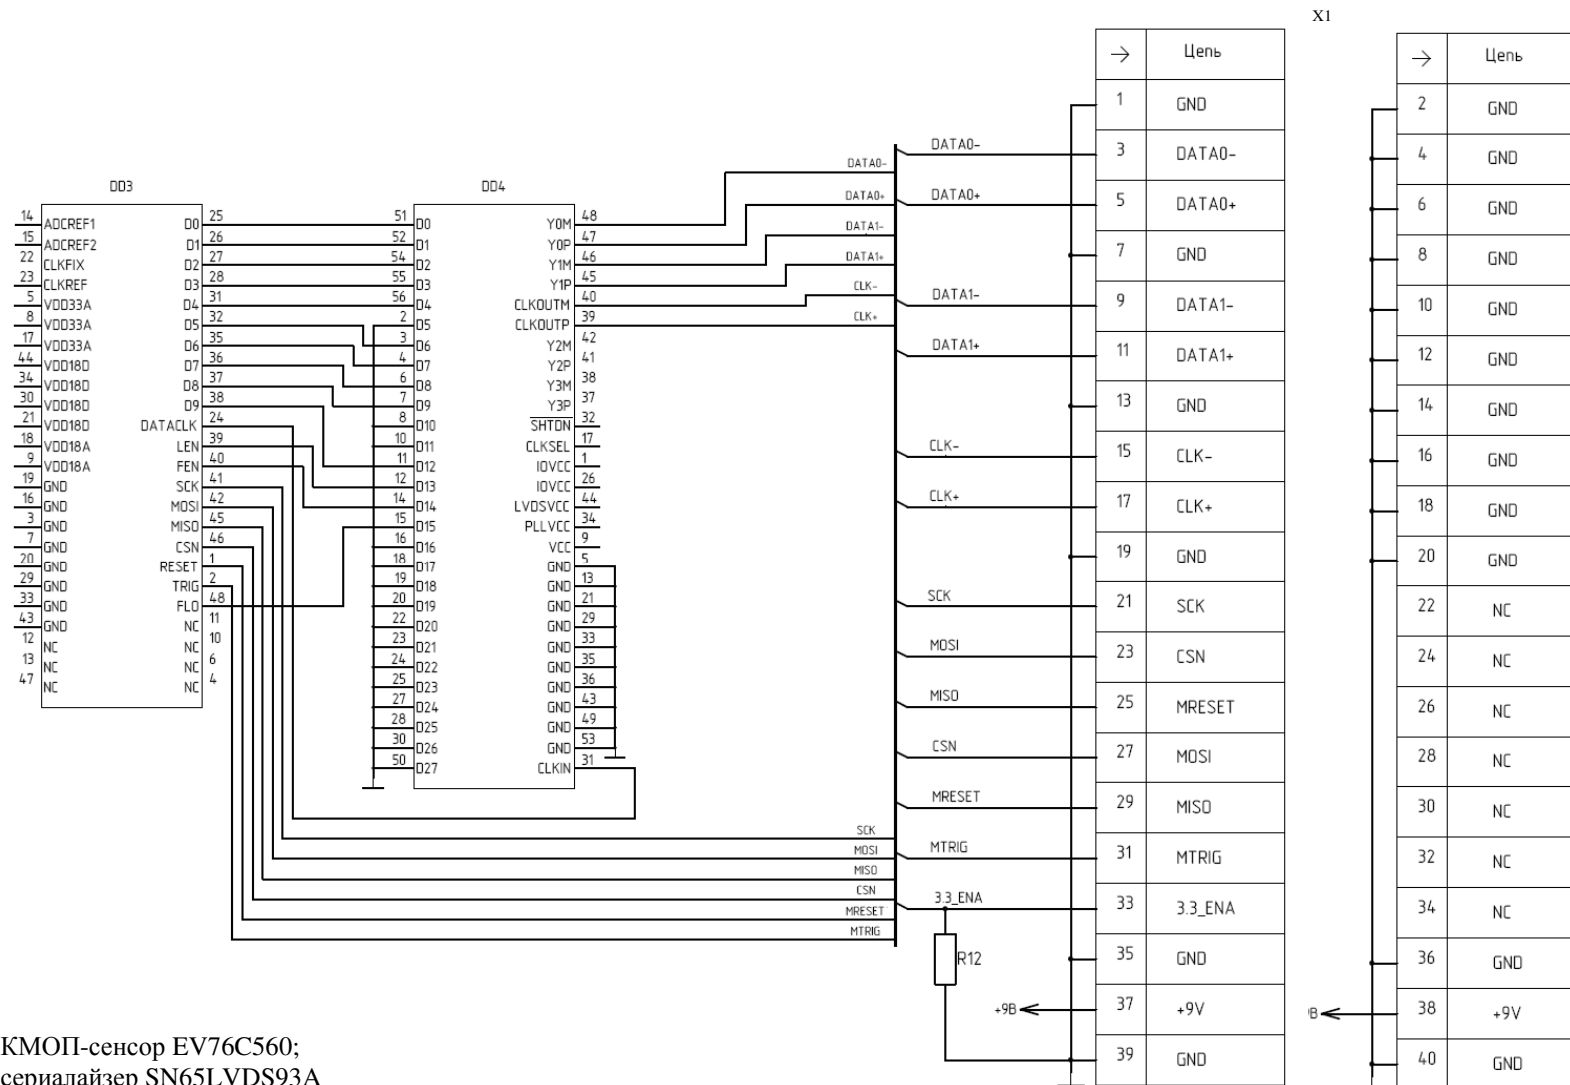 X1
→ Цепь
1 GND
3 DATA0-
5 DATA0+
7 GND
9 DATA1-
11 DATA1+
13 GND
15 CLK-
17 CLK+
19 GND
21 SCK
23 CSN
25 MRESET
27 MOSI
29 MISO
31 MTRIG
33 3.3_ENA
35 GND
37 +9V
39 GND
→ Цепь
2 GND
4 GND
6 GND
8 GND
10 GND
12 GND
14 GND
16 GND
18 GND
20 GND
22 NC
24 NC
26 NC
28 NC
30 NC
32 NC
34 NC
36 GND
38 +9V
40 GND
DD3
14 ADCREF1
15 ADCREF2
22 CLKFIX
23 CLKREF
5 VDD33A
8 VDD33A
17 VDD33A
44 VDD18D
34 VDD18D
30 VDD18D
21 VDD18D
18 VDD18A
9 VDD18A
19 GND
16 GND
3 GND
7 GND
20 GND
29 GND
33 GND
43 GND
12 NC
13 NC
47 NC
D0 25
D1 26
D2 27
D3 28
D4 31
D5 32
D6 35
D7 36
D8 37
D9 38
DATACLK 24
LEN 39
FEN 40
SCK 41
MOSI 42
MISO 45
CSN 46
RESET 1
TRIG 2
FLO 48
NC 11
NC 10
NC 6
NC 4
DD4
51 D0
52 D1
54 D2
55 D3
56 D4
2 D5
3 D6
4 D7
6 D8
7 D9
8 D10
10 D11
11 D12
12 D13
14 D14
15 D15
16 D16
18 D17
19 D18
20 D19
22 D20
23 D21
24 D22
25 D23
27 D24
28 D25
30 D26
50 D27
Y0M 48
Y0P 47
Y1M 46
Y1P 45
CLKOUTM 40
CLKOUTP 39
Y2M 42
Y2P 41
Y3M 38
Y3P 37
SHTDN 32
CLKSEL 17
IOVCC 1
IOVCC 26
LVDSVCC 44
PLLVCC 34
VCC 9
GND 5
GND 13
GND 21
GND 29
GND 33
GND 35
GND 36
GND 43
GND 49
GND 53
CLKIN 31
DATA0-
DATA0+
DATA1-
DATA1+
CLK-
CLK+
SCK
MOSI
MISO
CSN
MRESET
MTRIG
DATA0-
DATA0+
DATA1-
DATA1+
CLK-
CLK+
SCK
MOSI
MISO
CSN
MRESET
MTRIG
3.3_ENA
R12
+9В
В
КМОП-сенсор EV76C560;
сериалайзер SN65LVDS93A